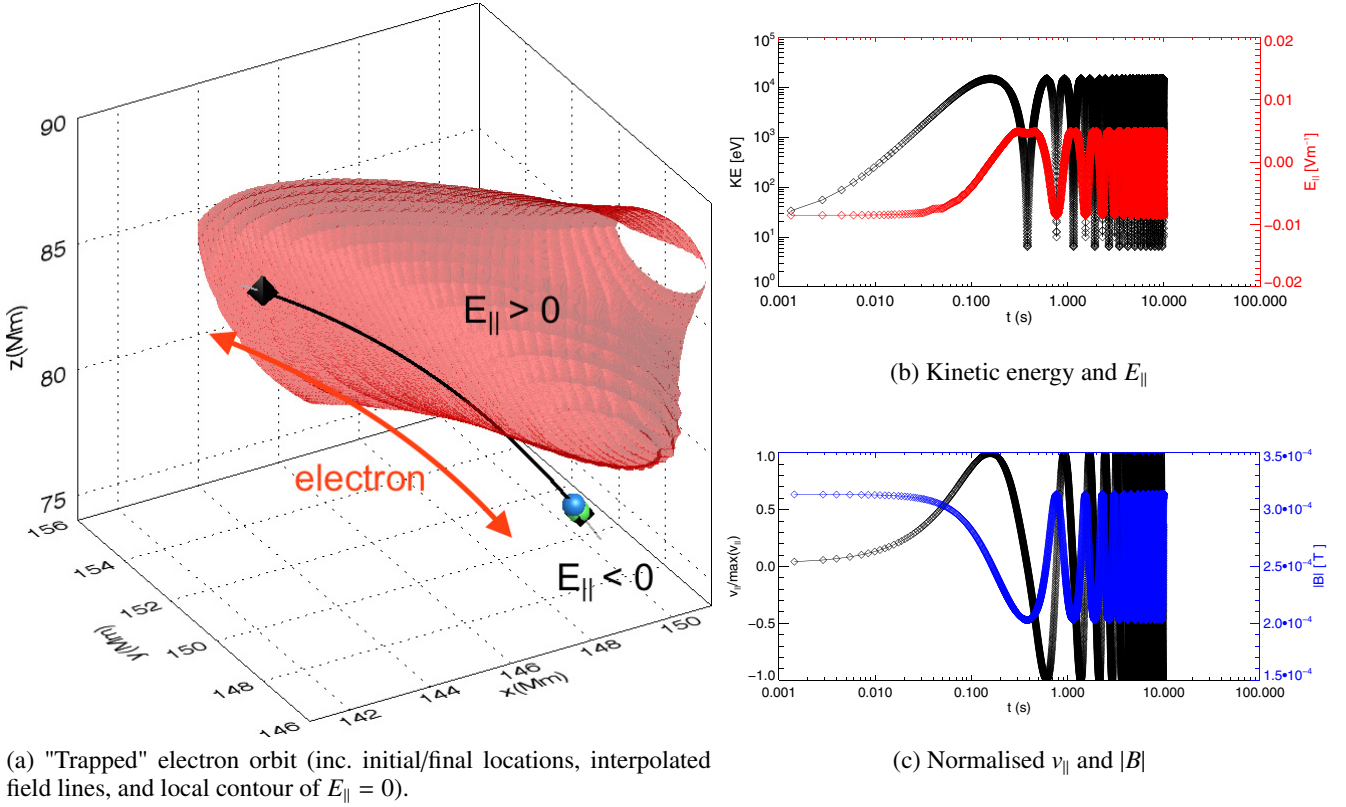 90
85
80
75
z(Mm)
156
154
152
150
148
146
y(Mm)
142
144
146
148
150
x(Mm)
E|| > 0
electron
E|| < 0
(a) "Trapped" electron orbit (inc. initial/final locations, interpolated
field lines, and local contour of E∥ = 0).
10⁵
10⁴
10³
10²
10¹
10⁰
KE [eV]
0.02
0.01
0.00
−0.01
−0.02
E|| [Vm⁻¹]
0.001 0.010 0.100 1.000 10.000 100.000
t (s)
(b) Kinetic energy and E∥
1.0
0.5
0.0
−0.5
−1.0
v||/max(v||)
3.5•10⁻⁴
3.0•10⁻⁴
2.5•10⁻⁴
2.0•10⁻⁴
1.5•10⁻⁴
|B| [T]
0.001 0.010 0.100 1.000 10.000 100.000
t (s)
(c) Normalised v∥ and |B|